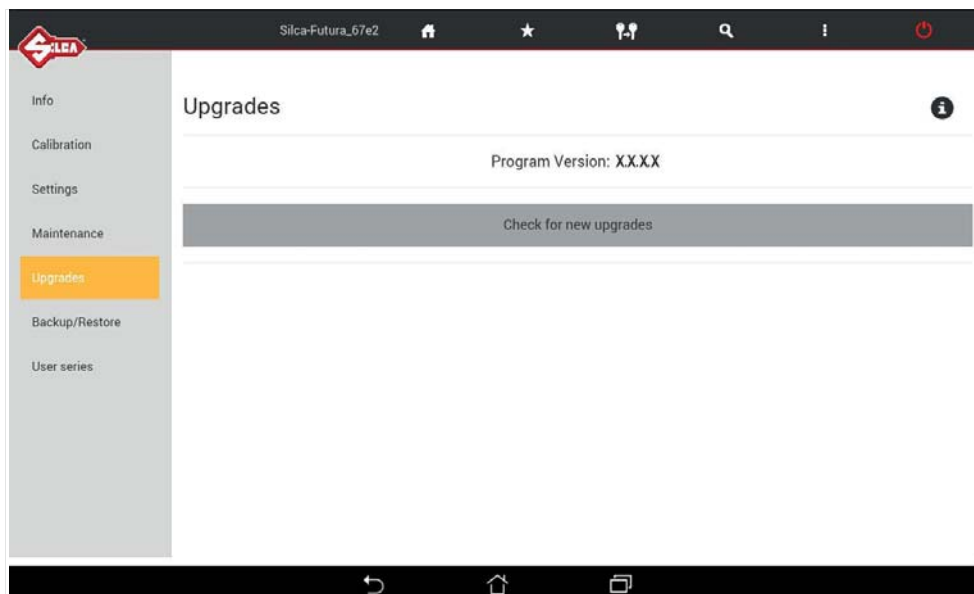 SILCA
Silca-Futura_67e2
Info
Calibration
Settings
Maintenance
Upgrades
Backup/Restore
User series
Upgrades
Program Version: X.X.X.X
Check for new upgrades